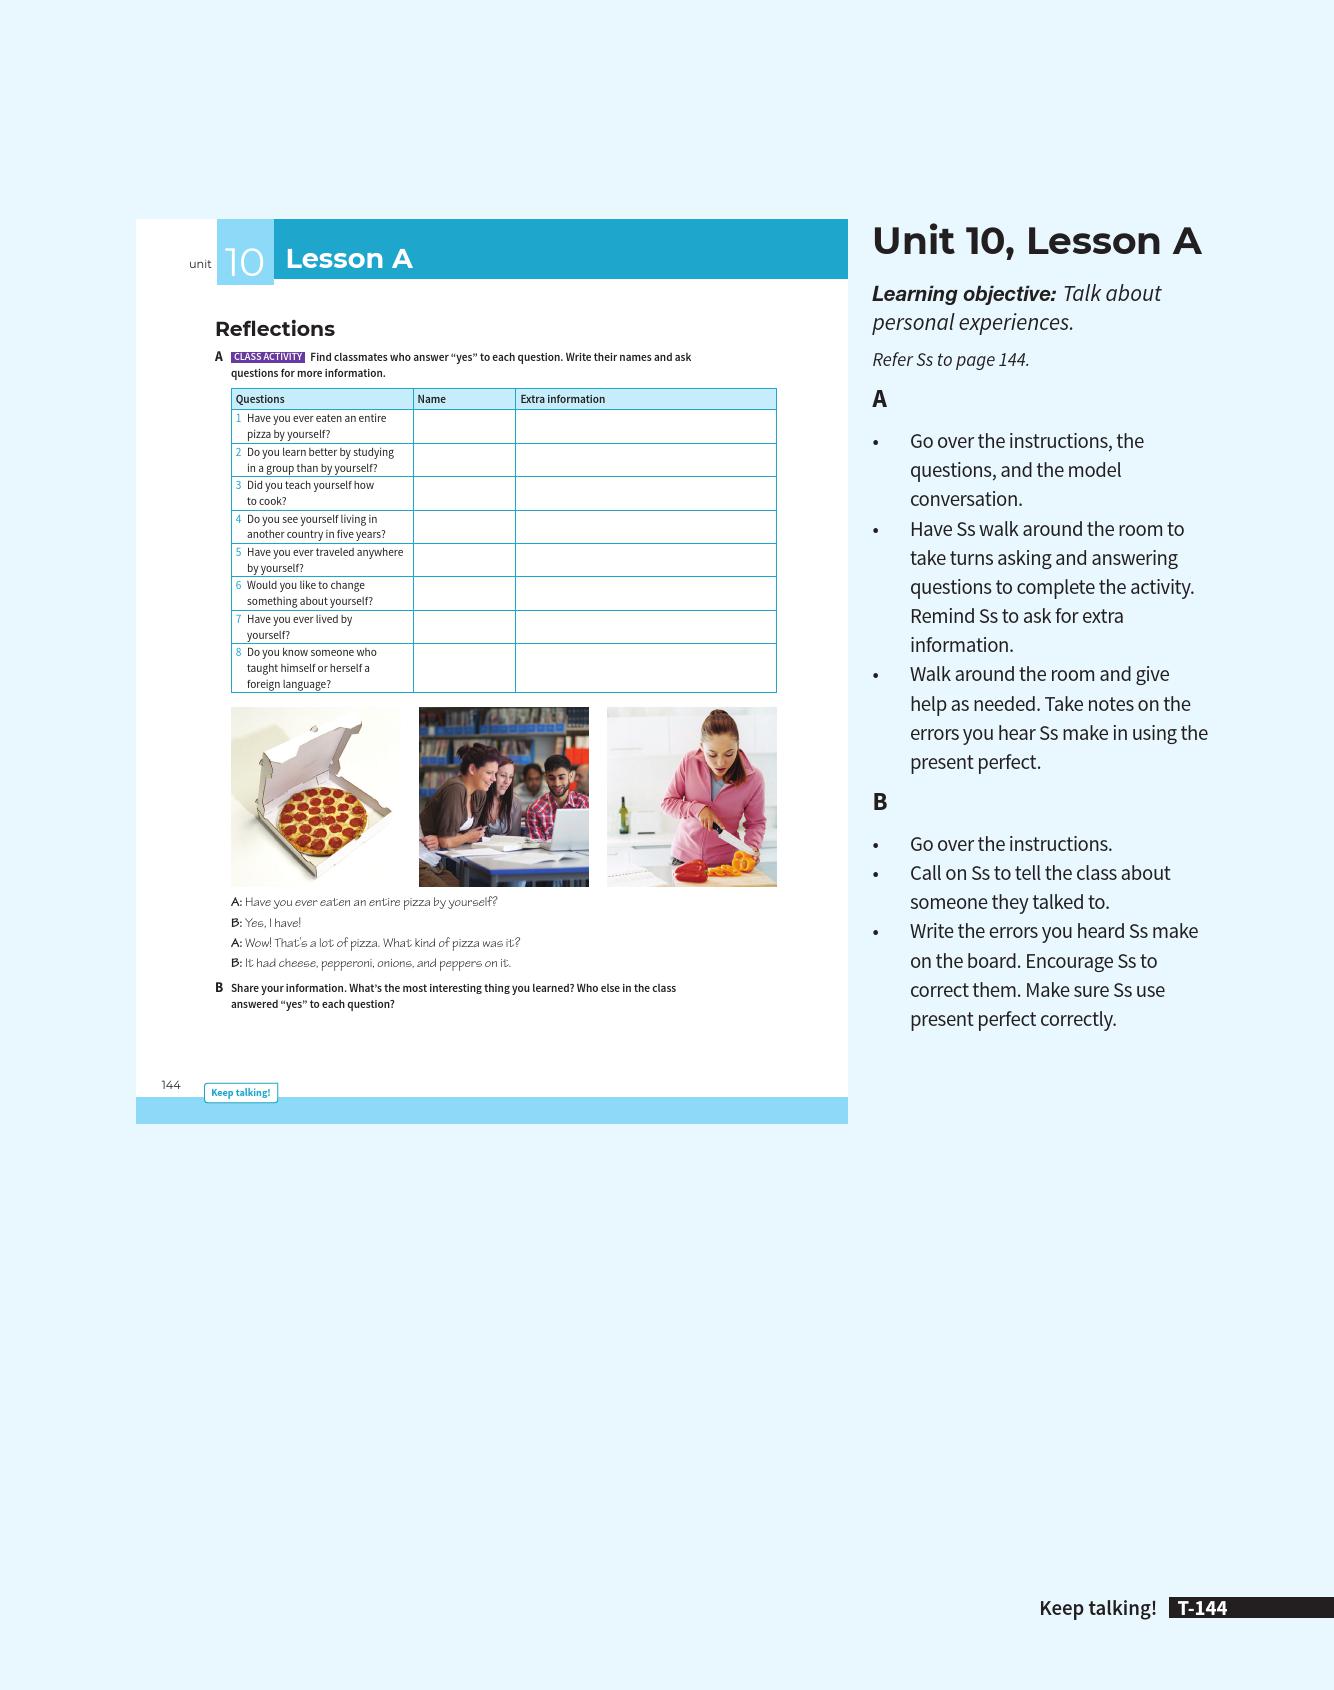 unit 10 Lesson A
Reflections
A CLASS ACTIVITY Find classmates who answer “yes” to each question. Write their names and ask
questions for more information.
Questions Name Extra information
1 Have you ever eaten an entire
pizza by yourself?
2 Do you learn better by studying
in a group than by yourself?
3 Did you teach yourself how
to cook?
4 Do you see yourself living in
another country in five years?
5 Have you ever traveled anywhere
by yourself?
6 Would you like to change
something about yourself?
7 Have you ever lived by
yourself?
8 Do you know someone who
taught himself or herself a
foreign language?
A: Have you ever eaten an entire pizza by yourself?
B: Yes, I have!
A: Wow! That’s a lot of pizza. What kind of pizza was it?
B: It had cheese, pepperoni, onions, and peppers on it.
B Share your information. What’s the most interesting thing you learned? Who else in the class
answered “yes” to each question?
144 Keep talking!
Unit 10, Lesson A
Learning objective: Talk about
personal experiences.
Refer Ss to page 144.
A
• Go over the instructions, the
questions, and the model
conversation.
• Have Ss walk around the room to
take turns asking and answering
questions to complete the activity.
Remind Ss to ask for extra
information.
• Walk around the room and give
help as needed. Take notes on the
errors you hear Ss make in using the
present perfect.
B
• Go over the instructions.
• Call on Ss to tell the class about
someone they talked to.
• Write the errors you heard Ss make
on the board. Encourage Ss to
correct them. Make sure Ss use
present perfect correctly.
Keep talking! T-144